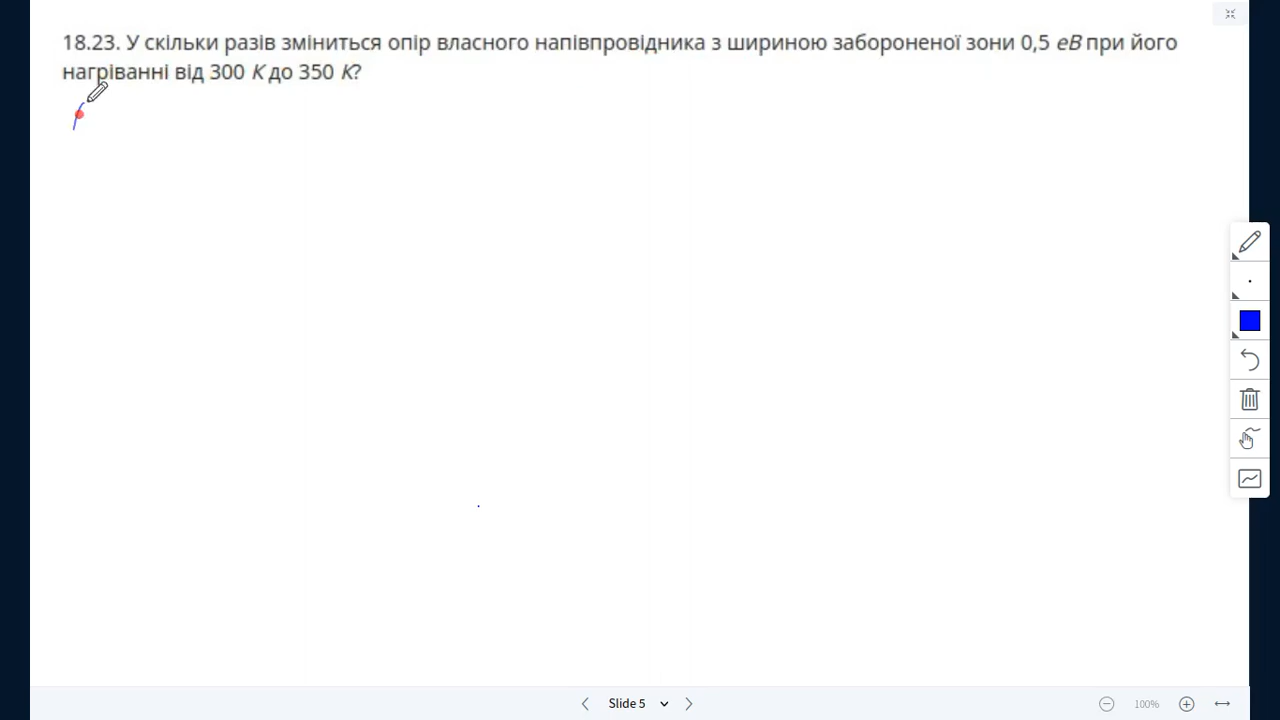 18.23. У скільки разів зміниться опір власного напівпровідника з шириною забороненої зони 0,5 еВ при його
нагріванні від 300 К до 350 К?
Slide 5
100%